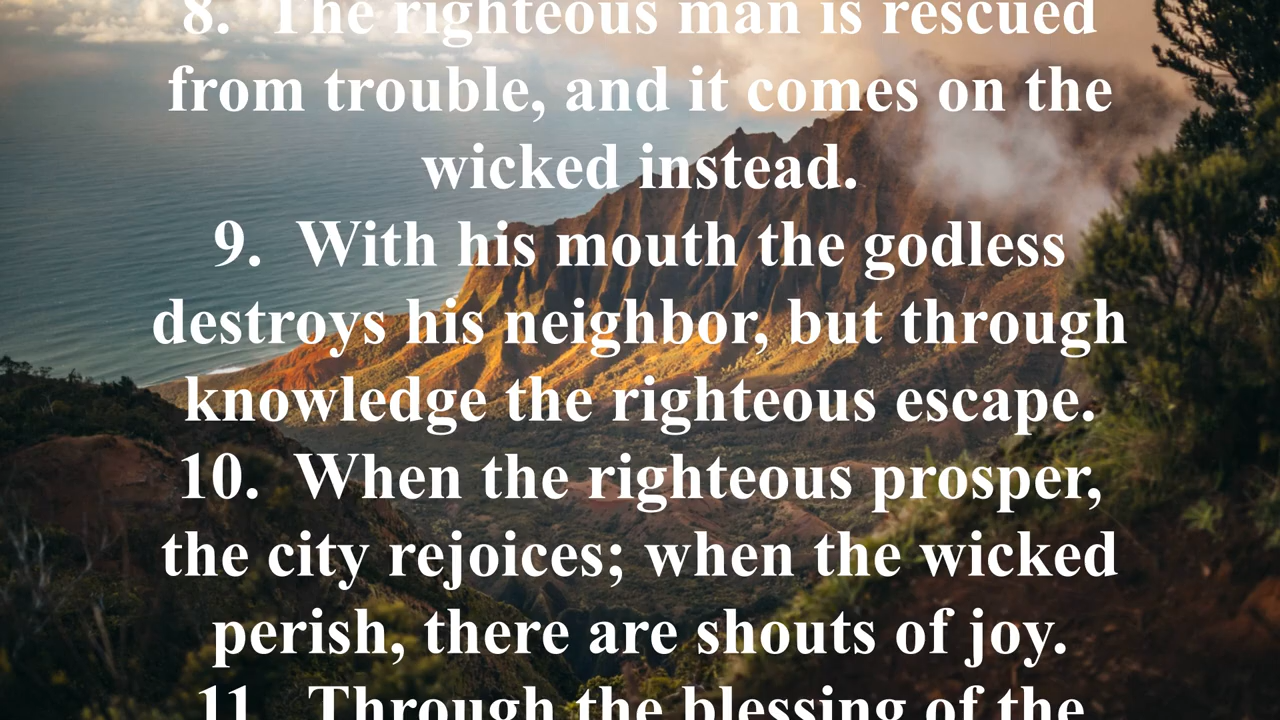 8. The righteous man is rescued
from trouble, and it comes on the
wicked instead.
9. With his mouth the godless
destroys his neighbor, but through
knowledge the righteous escape.
10. When the righteous prosper,
the city rejoices; when the wicked
perish, there are shouts of joy.
11. Through the blessing of the